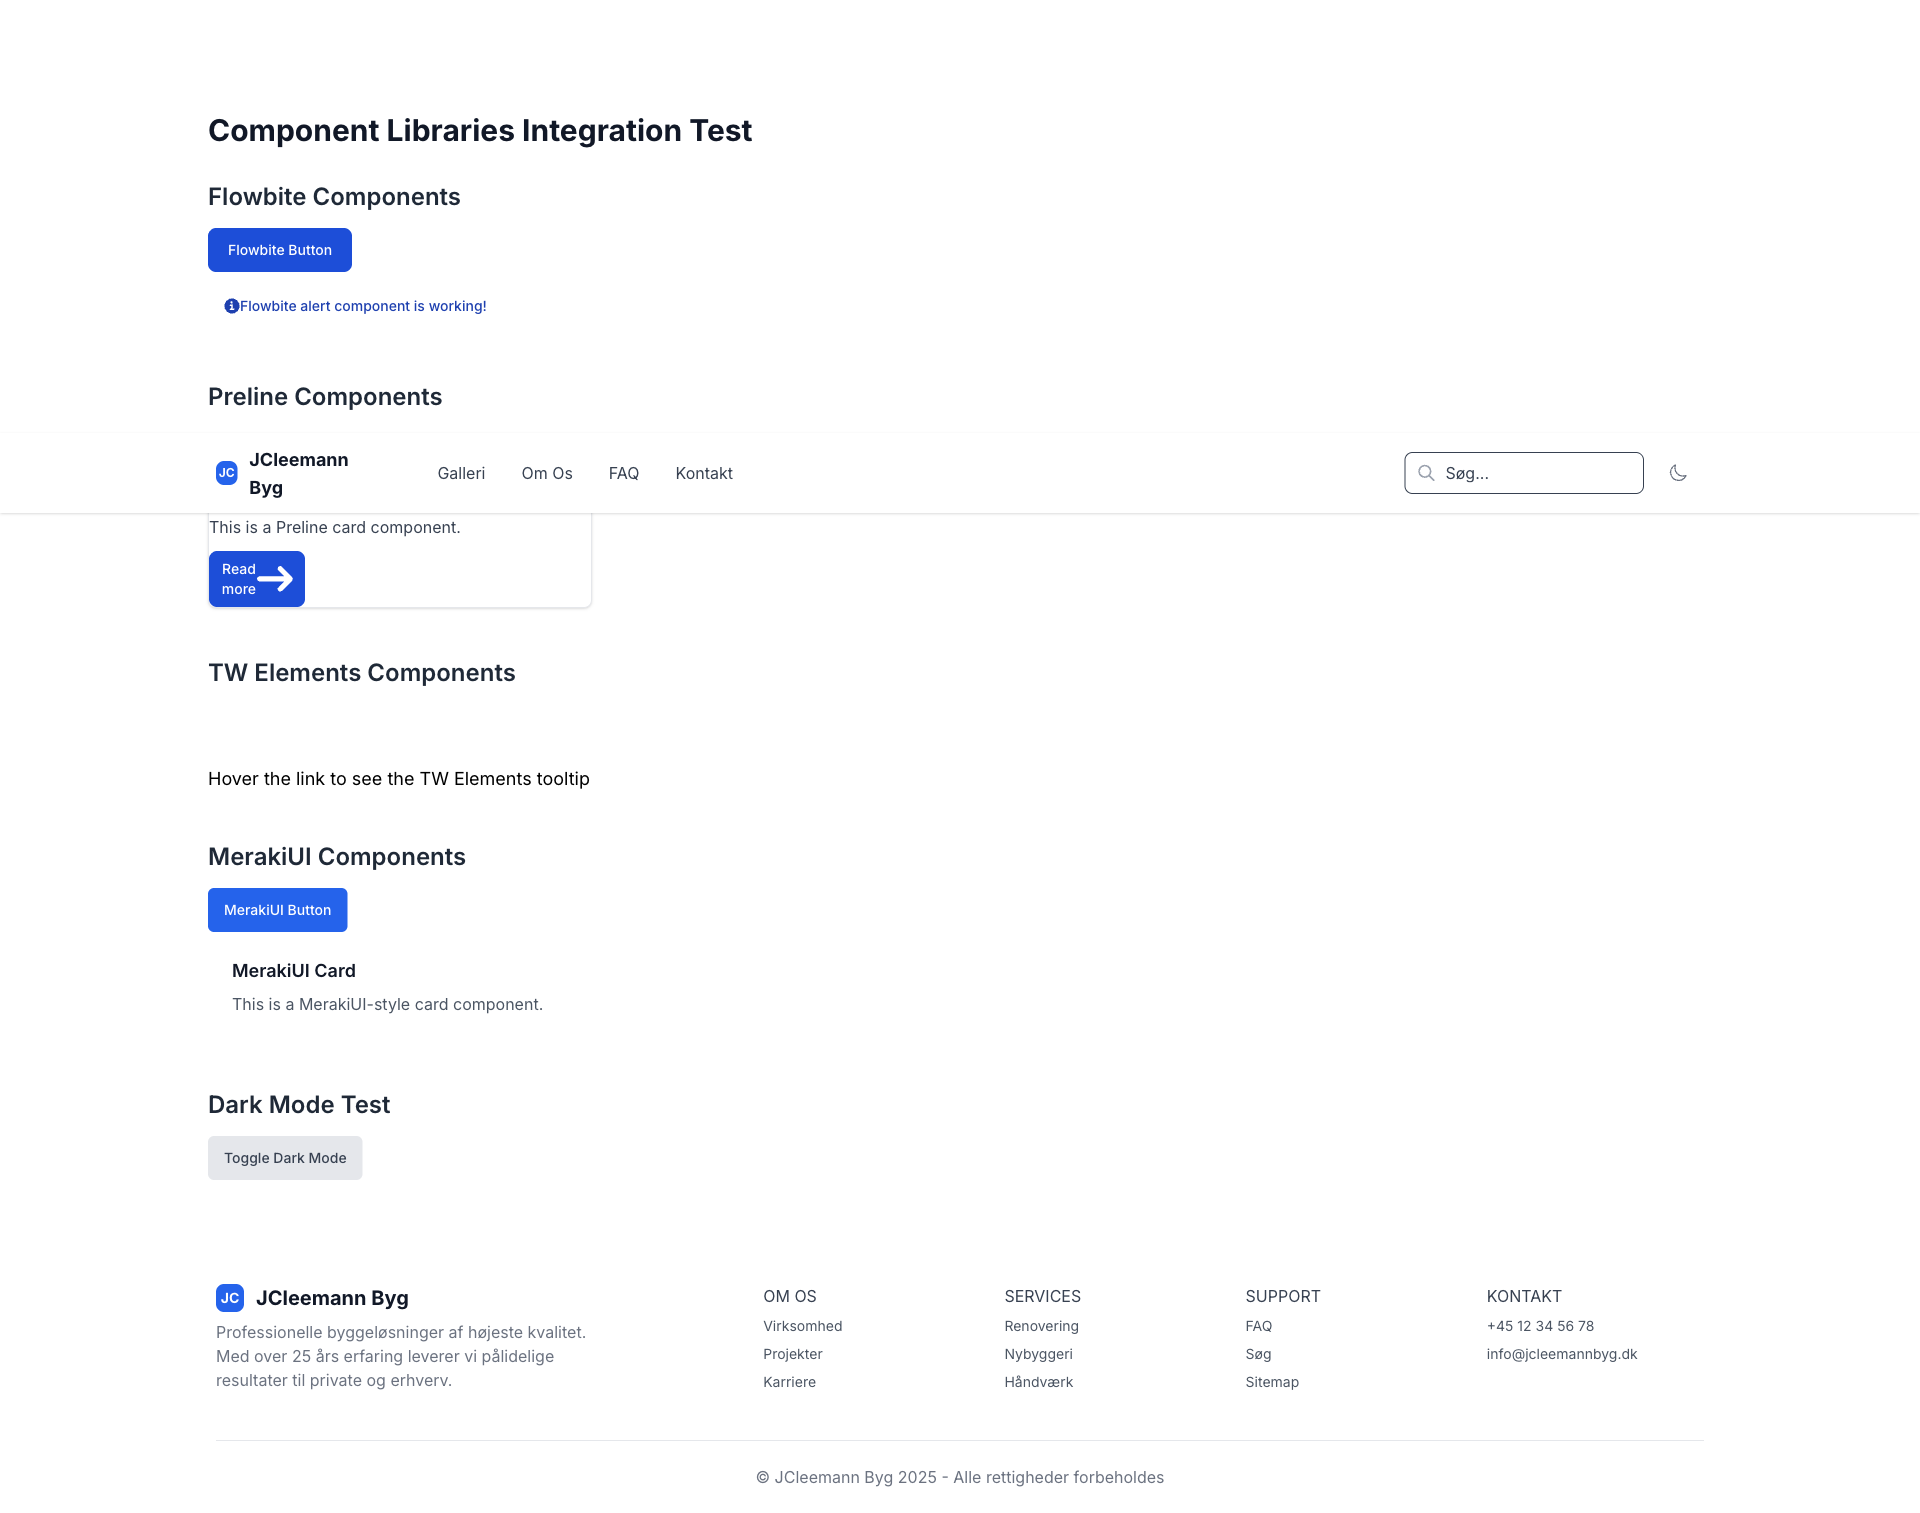 Component Libraries Integration Test
Flowbite Components
Flowbite Button
Flowbite alert component is working!
Preline Components
JC
JCleemann
Byg
Galleri
Om Os
FAQ
Kontakt
Søg...
This is a Preline card component.
Read
more
TW Elements Components
Hover the link to see the TW Elements tooltip
MerakiUI Components
MerakiUI Button
MerakiUI Card
This is a MerakiUI-style card component.
Dark Mode Test
Toggle Dark Mode
JC JCleemann Byg
Professionelle byggeløsninger af højeste kvalitet.
Med over 25 års erfaring leverer vi pålidelige
resultater til private og erhverv.
OM OS
Virksomhed
Projekter
Karriere
SERVICES
Renovering
Nybyggeri
Håndværk
SUPPORT
FAQ
Søg
Sitemap
KONTAKT
+45 12 34 56 78
info@jcleemannbyg.dk
© JCleemann Byg 2025 - Alle rettigheder forbeholdes